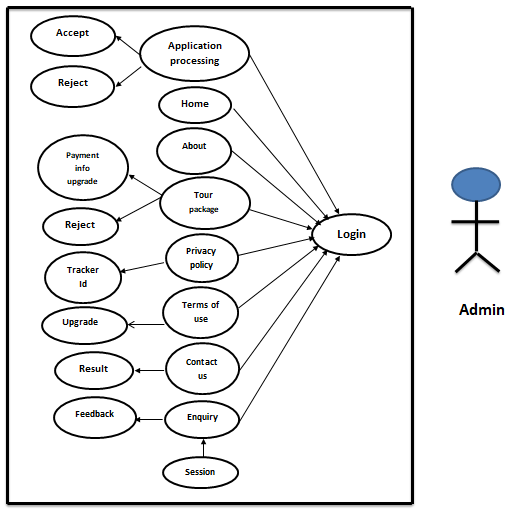 Accept
Application
processing
Reject
Home
About
Payment
info
upgrade
Tour
package
Reject
Login
Privacy
policy
Tracker
Id
Terms of
use
Upgrade
Contact
us
Result
Feedback
Enquiry
Session
Admin